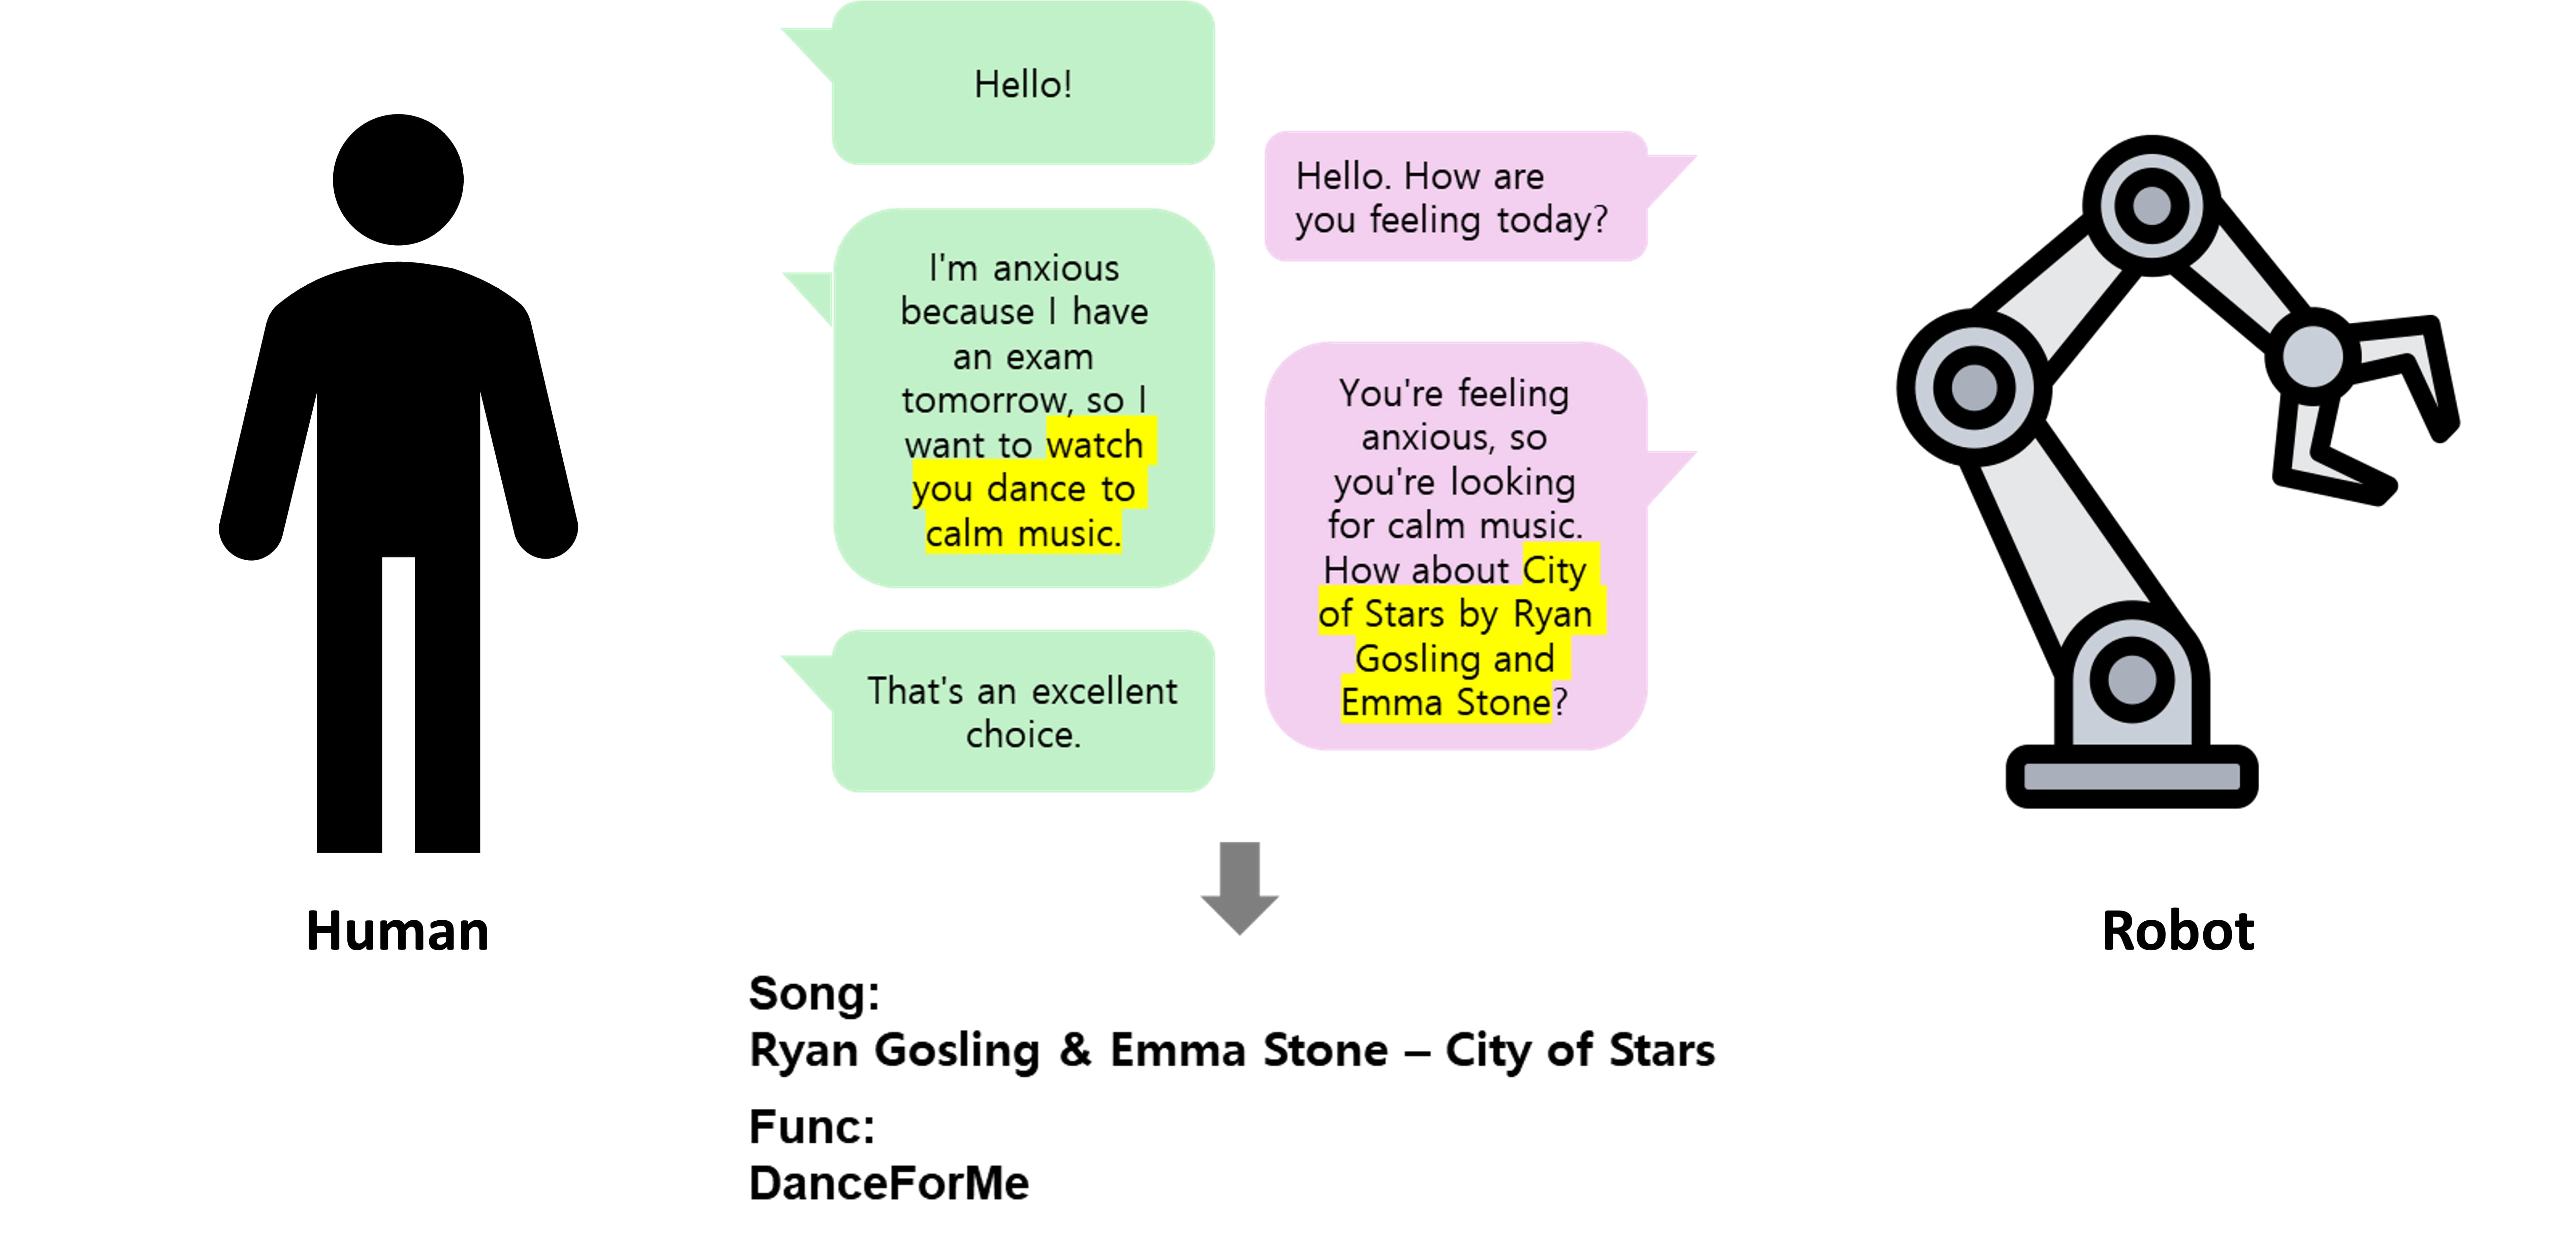 Hello!
Hello. How are
you feeling today?
I'm anxious
because I have
an exam
tomorrow, so I
want to watch
you dance to
calm music.
You're feeling
anxious, so
you're looking
for calm music.
How about City
of Stars by Ryan
Gosling and
Emma Stone?
That's an excellent
choice.
Human
Robot
Song:
Ryan Gosling & Emma Stone – City of Stars
Func:
DanceForMe